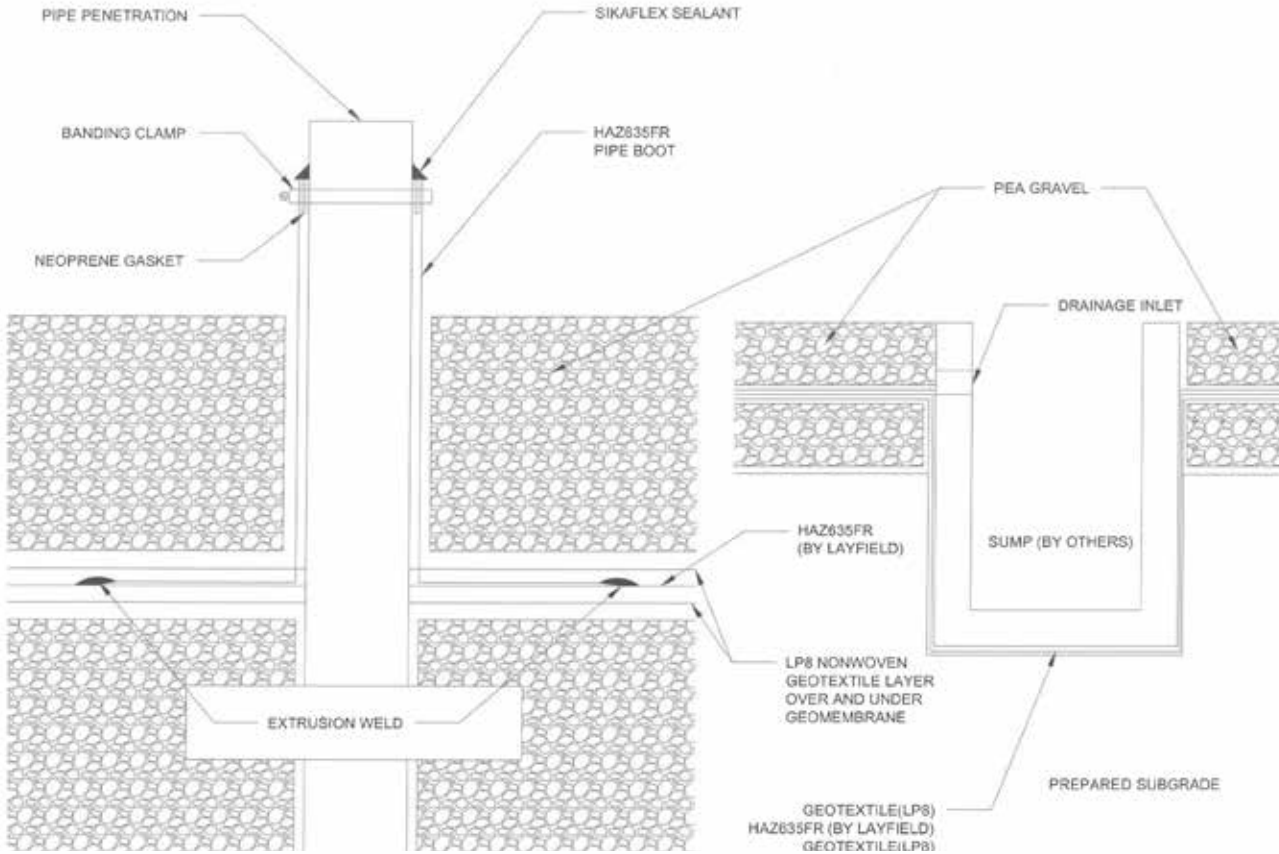 PIPE PENETRATION
SIKAFLEX SEALANT
BANDING CLAMP
HAZ635FR
PIPE BOOT
PEA GRAVEL
NEOPRENE GASKET
DRAINAGE INLET
HAZ635FR
(BY LAYFIELD)
SUMP (BY OTHERS)
LP8 NONWOVEN
GEOTEXTILE LAYER
OVER AND UNDER
GEOMEMBRANE
EXTRUSION WELD
PREPARED SUBGRADE
GEOTEXTILE(LP8)
HAZ635FR (BY LAYFIELD)
GEOTEXTILE(LP8)